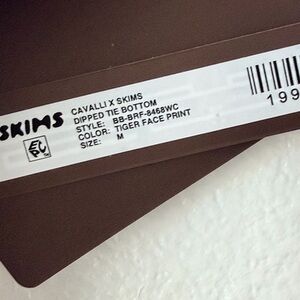 SKIMS
CAVALLI X SKIMS
DIPPED TIE BOTTOM
STYLE: BB-BRF-8468WC
COLOR: TIGER FACE PRINT
SIZE: M
199